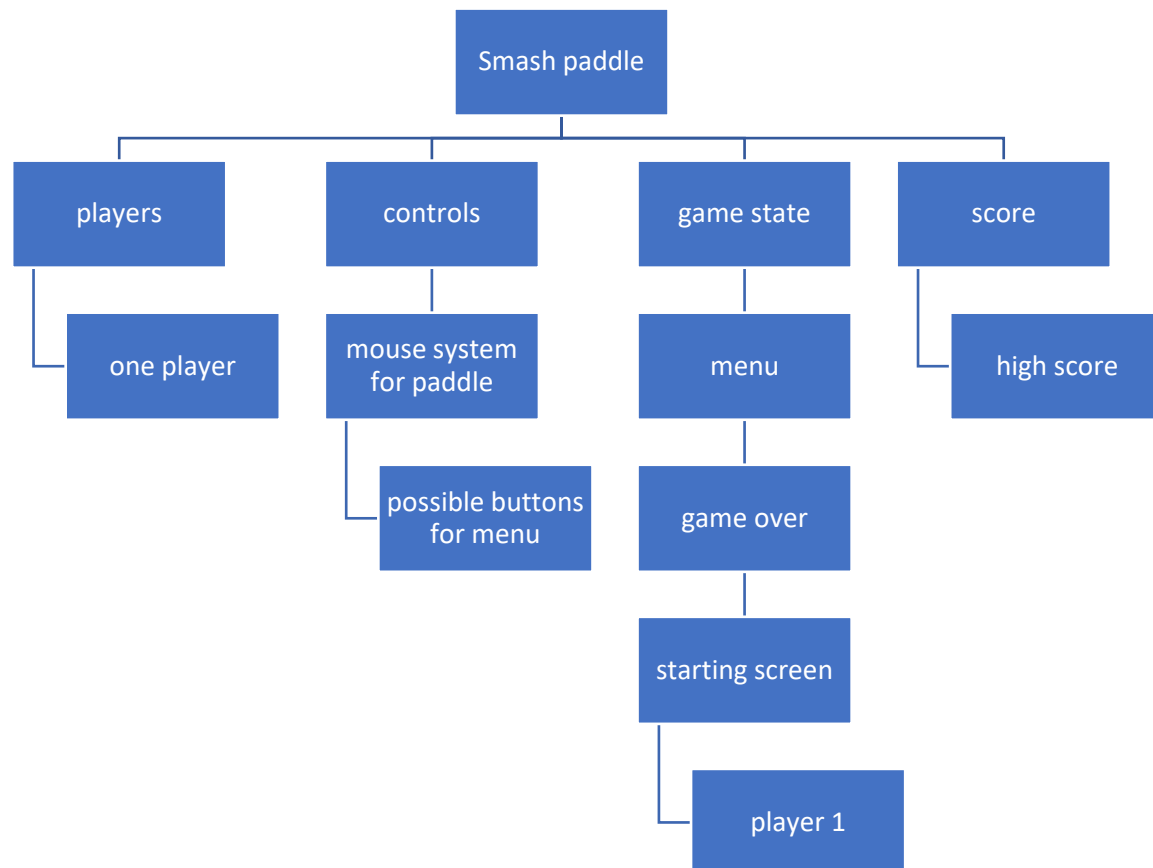 Smash paddle
players
controls
game state
score
one player
mouse system
for paddle
menu
high score
possible buttons
for menu
game over
starting screen
player 1